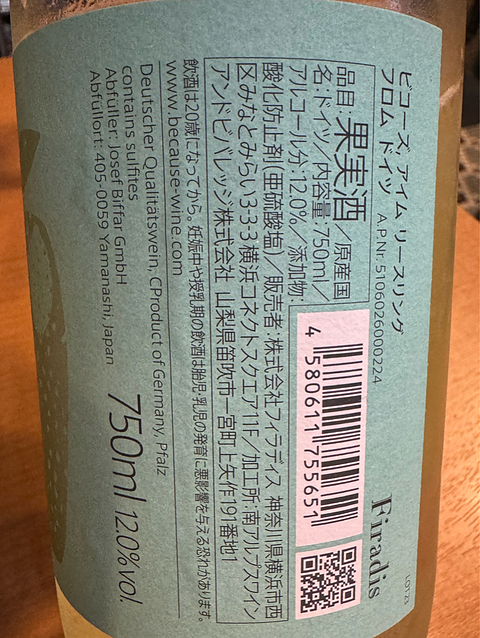 ビコーズ, アイム リースリング
フロム ドイツ A.P.Nr. 5106026000224
品目 果実酒／原産国
名:ドイツ／内容量:750ml／
アルコール分:12.0%／添加物:
酸化防止剤(亜硫酸塩)／販売者:株式会社フィラディス 神奈川県横浜市西
区みなとみらい3-3-3 横浜コネクトスクエア11F／加工所:南アルプスワイン
アンドビバレッジ株式会社 山梨県笛吹市一宮町上矢作191番地1
飲酒は20歳になってから。妊娠中や授乳期の飲酒は胎児・乳児の発育に悪影響を与える恐れがあります。
www.because-wine.com
Deutscher Qualitätswein, CProduct of Germany, Pfalz
contains sulfites
Abfüller: Josef Biffar GmbH
Abfüllort: 405-0059 Yamanashi, Japan
750ml 12.0% vol.
4 580611 755651
Firadis
LOT23